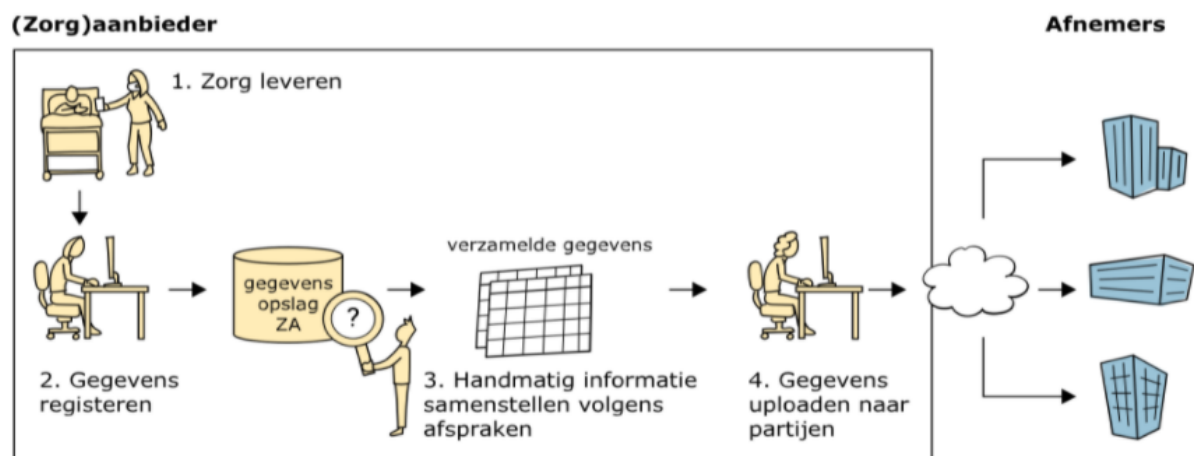 (Zorg)aanbieder
Afnemers
1. Zorg leveren
verzamelde gegevens
gegevens
opslag
ZA
?
2. Gegevens
registeren
3. Handmatig informatie
samenstellen volgens
afspraken
4. Gegevens
uploaden naar
partijen